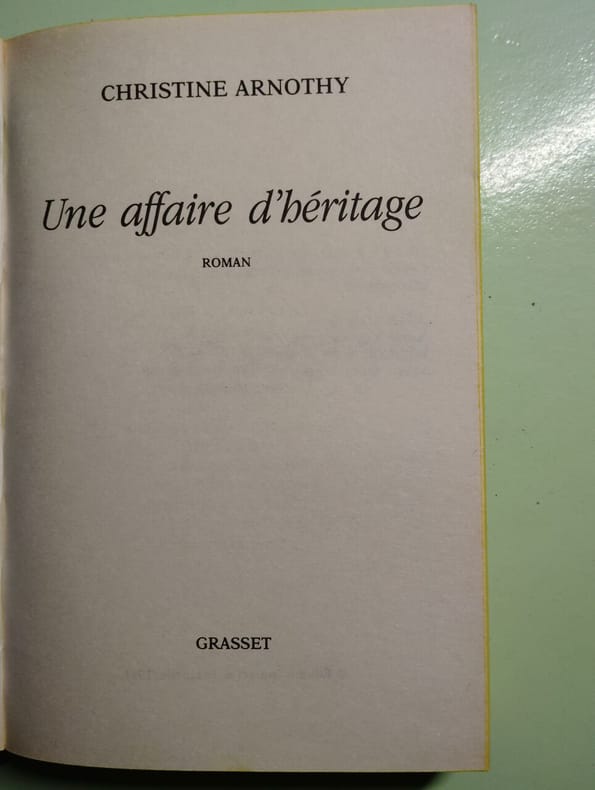 CHRISTINE ARNOTHY
Une affaire d'héritage
ROMAN
GRASSET